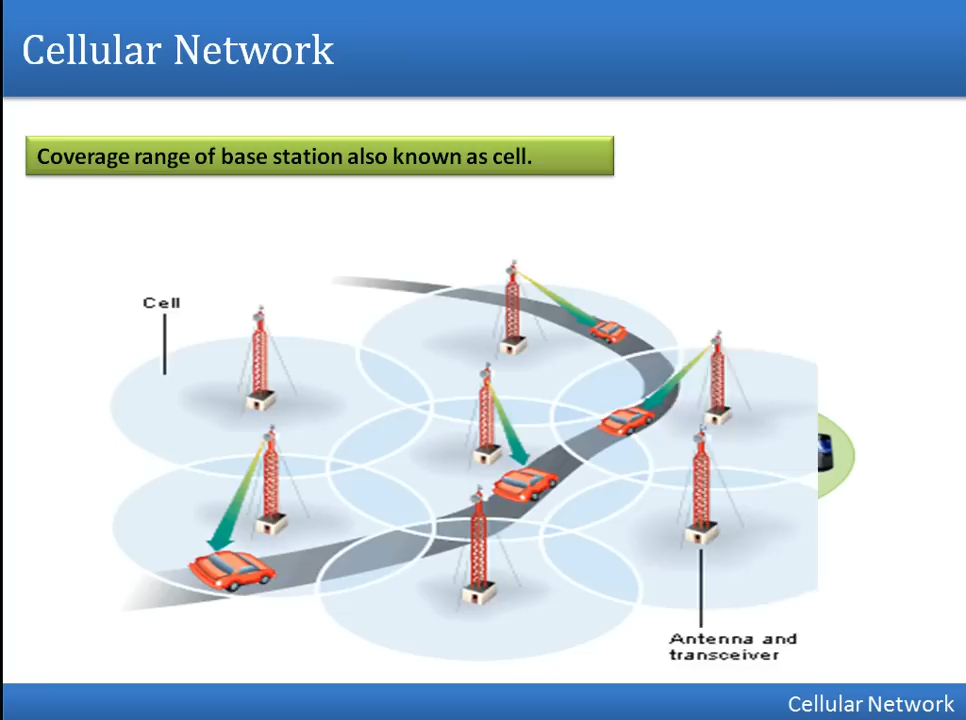 Cellular Network
Coverage range of base station also known as cell.
Cell
Antenna and
transceiver
Cellular Network